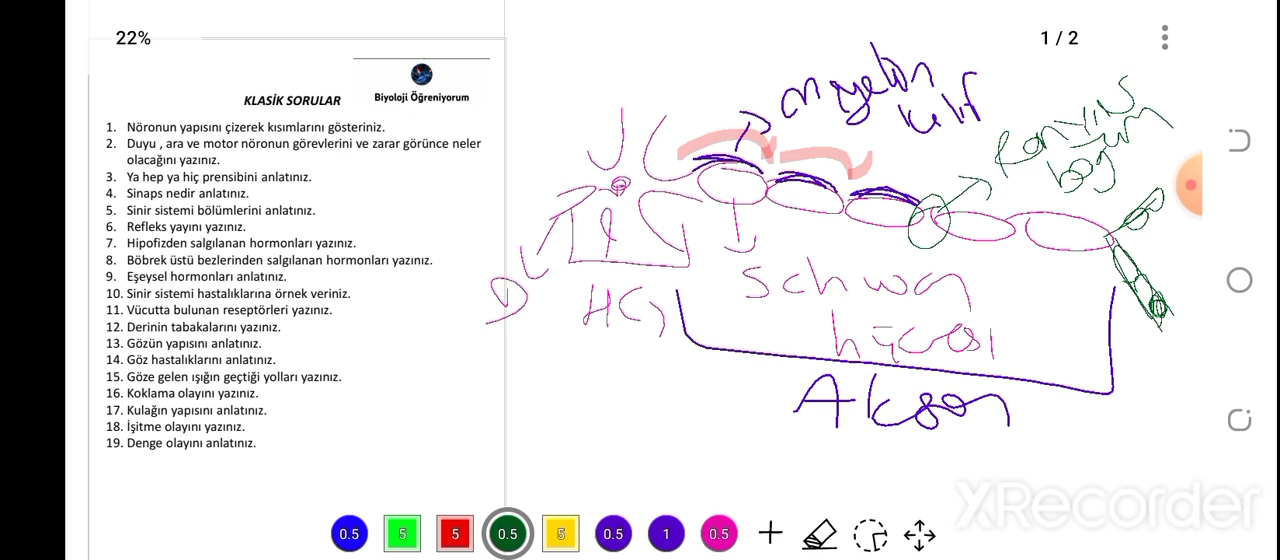 22%
1 / 2
Biyoloji Öğreniyorum
KLASİK SORULAR
1. Nöronun yapısını çizerek kısımlarını gösteriniz.
2. Duyu , ara ve motor nöronun görevlerini ve zarar görünce neler
olacağını yazınız.
3. Ya hep ya hiç prensibini anlatınız.
4. Sinaps nedir anlatınız.
5. Sinir sistemi bölümlerini anlatınız.
6. Refleks yayını yazınız.
7. Hipofizden salgılanan hormonları yazınız.
8. Böbrek üstü bezlerinden salgılanan hormonları yazınız.
9. Eşeysel hormonları anlatınız.
10. Sinir sistemi hastalıklarına örnek veriniz.
11. Vücutta bulunan reseptörleri yazınız.
12. Derinin tabakalarını yazınız.
13. Gözün yapısını anlatınız.
14. Göz hastalıklarını anlatınız.
15. Göze gelen ışığın geçtiği yolları yazınız.
16. Koklama olayını yazınız.
17. Kulağın yapısını anlatınız.
18. İşitme olayını yazınız.
19. Denge olayını anlatınız.
myelin
kılıf
Ranvier
boğum
D
HG
Schwan
hücresi
Akson
0.5 5 5 0.5 5 0.5 1 0.5
XRecorder